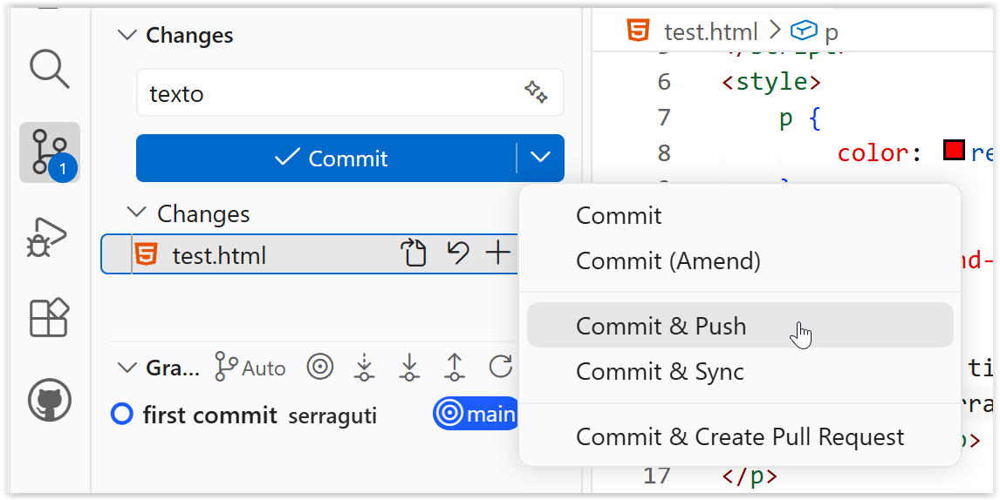 Changes
texto
Commit
Changes
test.html
Gra... Auto
first commit serraguti main
1
test.html > p
6 <style>
7 p {
8 color: re
Commit
Commit (Amend)
Commit & Push
Commit & Sync
Commit & Create Pull Request
nd-
ti
rra
p>
17 </p>